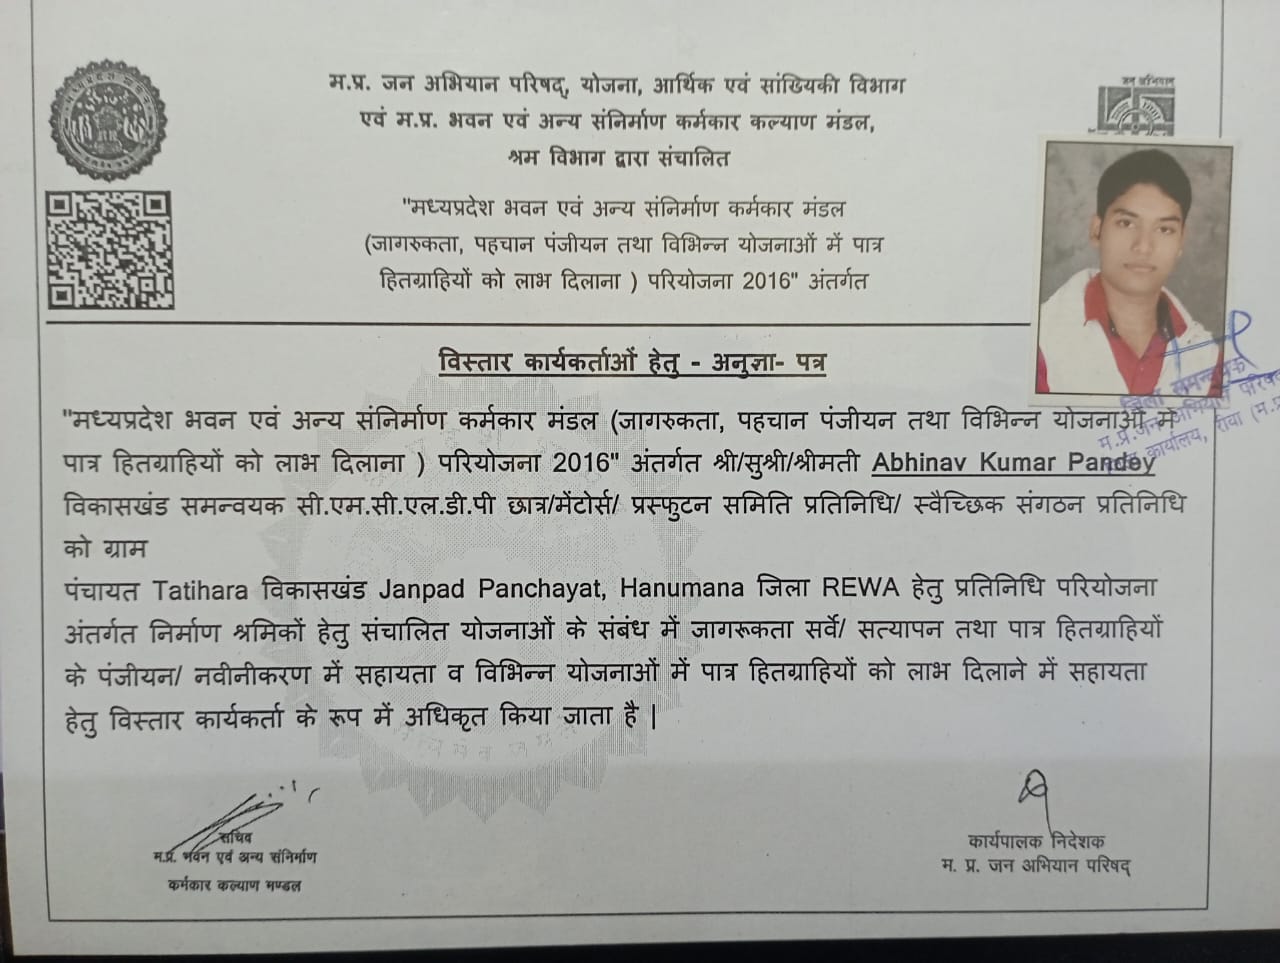 म.प्र. जन अभियान परिषद्, योजना, आर्थिक एवं सांख्यिकी विभाग
एवं म.प्र. भवन एवं अन्य संनिर्माण कर्मकार कल्याण मंडल,
श्रम विभाग द्वारा संचालित
"मध्यप्रदेश भवन एवं अन्य संनिर्माण कर्मकार मंडल
(जागरुकता, पहचान पंजीयन तथा विभिन्न योजनाओं में पात्र
हितग्राहियों को लाभ दिलाना ) परियोजना 2016" अंतर्गत
जन अभियान
विस्तार कार्यकर्ताओं हेतु - अनुज्ञा- पत्र
"मध्यप्रदेश भवन एवं अन्य संनिर्माण कर्मकार मंडल (जागरुकता, पहचान पंजीयन तथा विभिन्न योजनाओं में
पात्र हितग्राहियों को लाभ दिलाना ) परियोजना 2016" अंतर्गत श्री/सुश्री/श्रीमती Abhinav Kumar Pandey
विकासखंड समन्वयक सी.एम.सी.एल.डी.पी छात्र/मेंटोर्स/ प्रस्फुटन समिति प्रतिनिधि/ स्वैच्छिक संगठन प्रतिनिधि
को ग्राम
पंचायत Tatihara विकासखंड Janpad Panchayat, Hanumana जिला REWA हेतु प्रतिनिधि परियोजना
अंतर्गत निर्माण श्रमिकों हेतु संचालित योजनाओं के संबंध में जागरूकता सर्वे/ सत्यापन तथा पात्र हितग्राहियों
के पंजीयन/ नवीनीकरण में सहायता व विभिन्न योजनाओं में पात्र हितग्राहियों को लाभ दिलाने में सहायता
हेतु विस्तार कार्यकर्ता के रूप में अधिकृत किया जाता है |
जिला समन्वयक
म.प्र.जन अभियान परिषद
कार्यालय, रीवा (म.प्र
सचिव
म.प्र. भवन एवं अन्य संनिर्माण
कर्मकार कल्याण मण्डल
कार्यपालक निदेशक
म. प्र. जन अभियान परिषद्